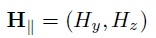 H∥ = (Hy, Hz)